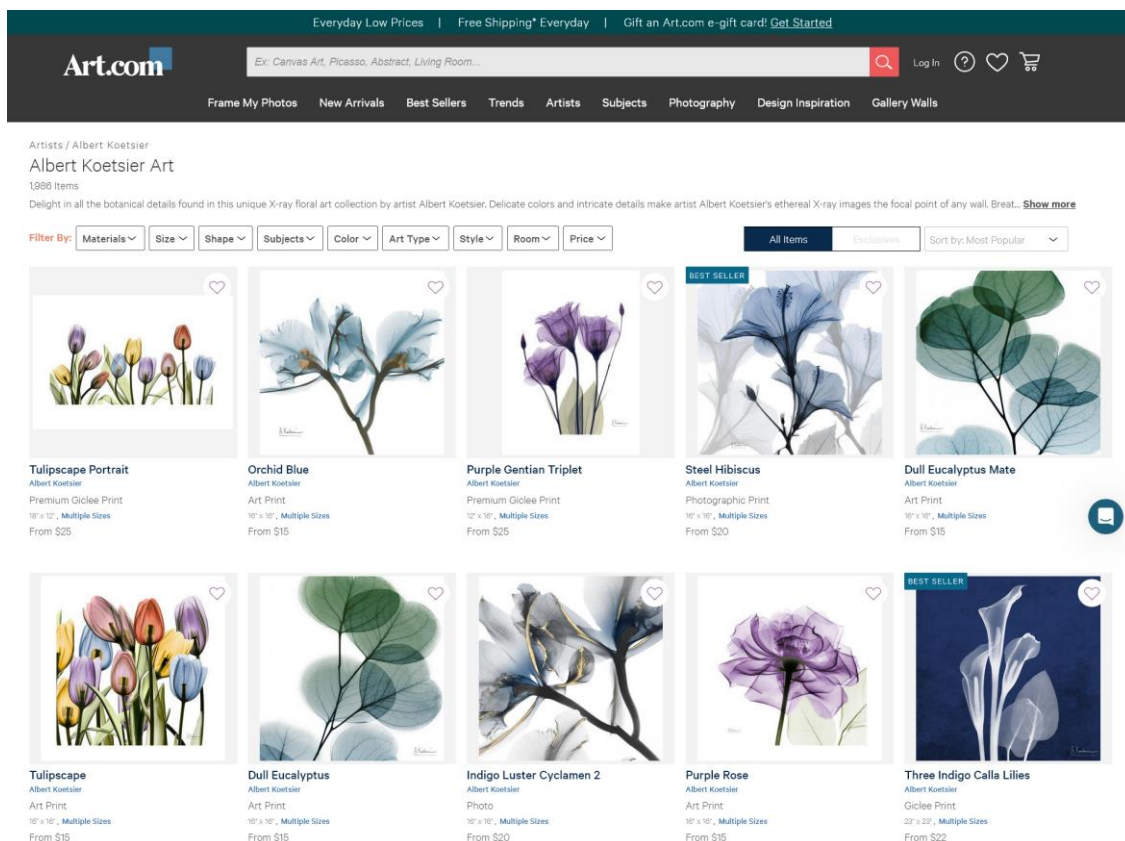 Everyday Low Prices | Free Shipping* Everyday | Gift an Art.com e-gift card! Get Started
Art.com
Ex: Canvas Art, Picasso, Abstract, Living Room...
Log In
Frame My Photos New Arrivals Best Sellers Trends Artists Subjects Photography Design Inspiration Gallery Walls
Artists / Albert Koetsier
Albert Koetsier Art
1,986 Items
Delight in all the botanical details found in this unique X-ray floral art collection by artist Albert Koetsier. Delicate colors and intricate details make artist Albert Koetsier's ethereal X-ray images the focal point of any wall. Breat... Show more
Filter By: Materials Size Shape Subjects Color Art Type Style Room Price All Items Exclusives Sort by: Most Popular
BEST SELLER
Tulipscape Portrait Orchid Blue Purple Gentian Triplet Steel Hibiscus Dull Eucalyptus Mate
Albert Koetsier Albert Koetsier Albert Koetsier Albert Koetsier Albert Koetsier
Premium Giclee Print Art Print Premium Giclee Print Photographic Print Art Print
18" x 12", Multiple Sizes 16" x 16", Multiple Sizes 12" x 16", Multiple Sizes 16" x 16", Multiple Sizes 16" x 16", Multiple Sizes
From $25 From $15 From $25 From $20 From $15
BEST SELLER
Tulipscape Dull Eucalyptus Indigo Luster Cyclamen 2 Purple Rose Three Indigo Calla Lilies
Albert Koetsier Albert Koetsier Albert Koetsier Albert Koetsier Albert Koetsier
Art Print Art Print Photo Art Print Giclee Print
16" x 16", Multiple Sizes 16" x 16", Multiple Sizes 16" x 16", Multiple Sizes 16" x 16", Multiple Sizes 23" x 23", Multiple Sizes
From $15 From $15 From $20 From $15 From $22